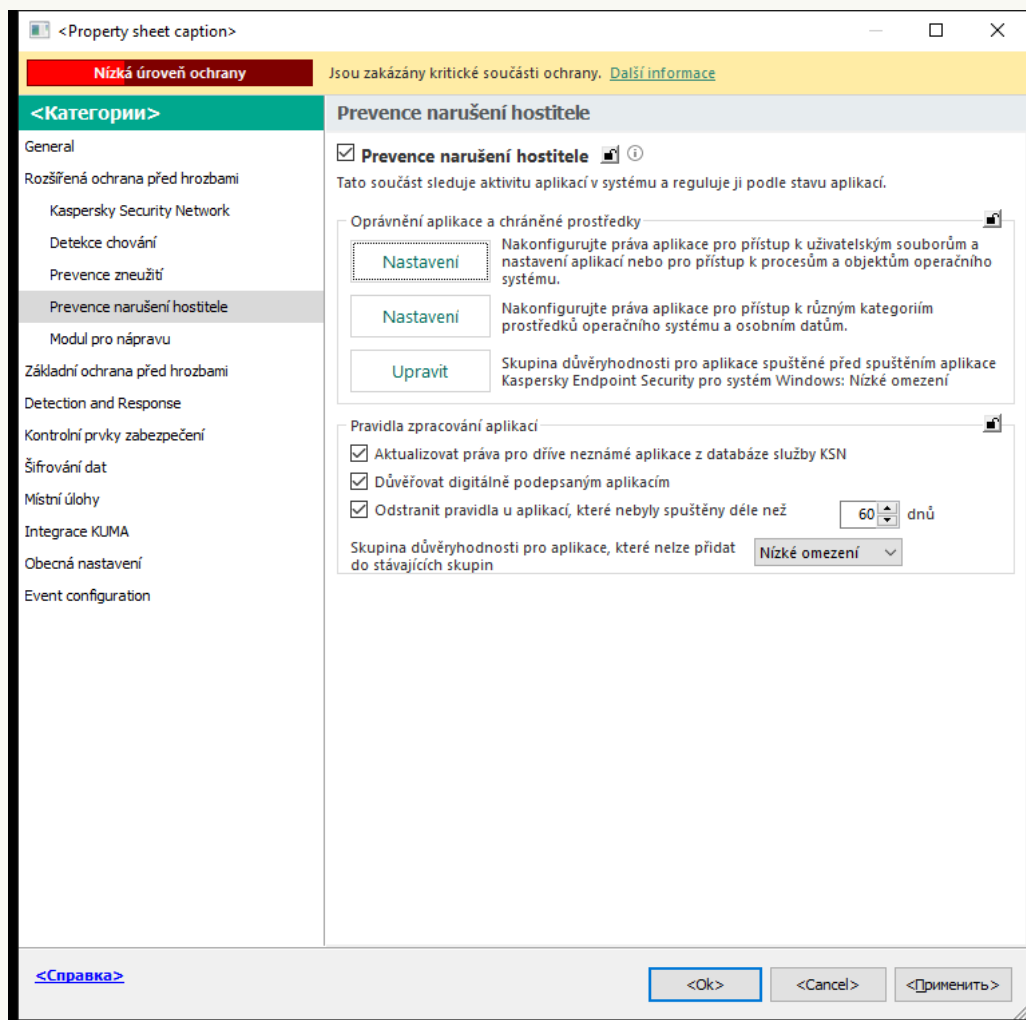 <Property sheet caption>
Nízká úroveň ochrany
Jsou zakázány kritické součásti ochrany. Další informace
<Категории>
General
Rozšířená ochrana před hrozbami
Kaspersky Security Network
Detekce chování
Prevence zneužití
Prevence narušení hostitele
Modul pro nápravu
Základní ochrana před hrozbami
Detection and Response
Kontrolní prvky zabezpečení
Šifrování dat
Místní úlohy
Integrace KUMA
Obecná nastavení
Event configuration
Prevence narušení hostitele
Prevence narušení hostitele
Tato součást sleduje aktivitu aplikací v systému a reguluje ji podle stavu aplikací.
Oprávnění aplikace a chráněné prostředky
Nastavení
Nakonfigurujte práva aplikace pro přístup k uživatelským souborům a
nastavení aplikací nebo pro přístup k procesům a objektům operačního
systému.
Nastavení
Nakonfigurujte práva aplikace pro přístup k různým kategoriím
prostředků operačního systému a osobním datům.
Upravit
Skupina důvěryhodnosti pro aplikace spuštěné před spuštěním aplikace
Kaspersky Endpoint Security pro systém Windows: Nízké omezení
Pravidla zpracování aplikací
Aktualizovat práva pro dříve neznámé aplikace z databáze služby KSN
Důvěřovat digitálně podepsaným aplikacím
Odstranit pravidla u aplikací, které nebyly spuštěny déle než 60 dnů
Skupina důvěryhodnosti pro aplikace, které nelze přidat
do stávajících skupin
Nízké omezení
<Справка>
<Ok>
<Cancel>
<Применить>